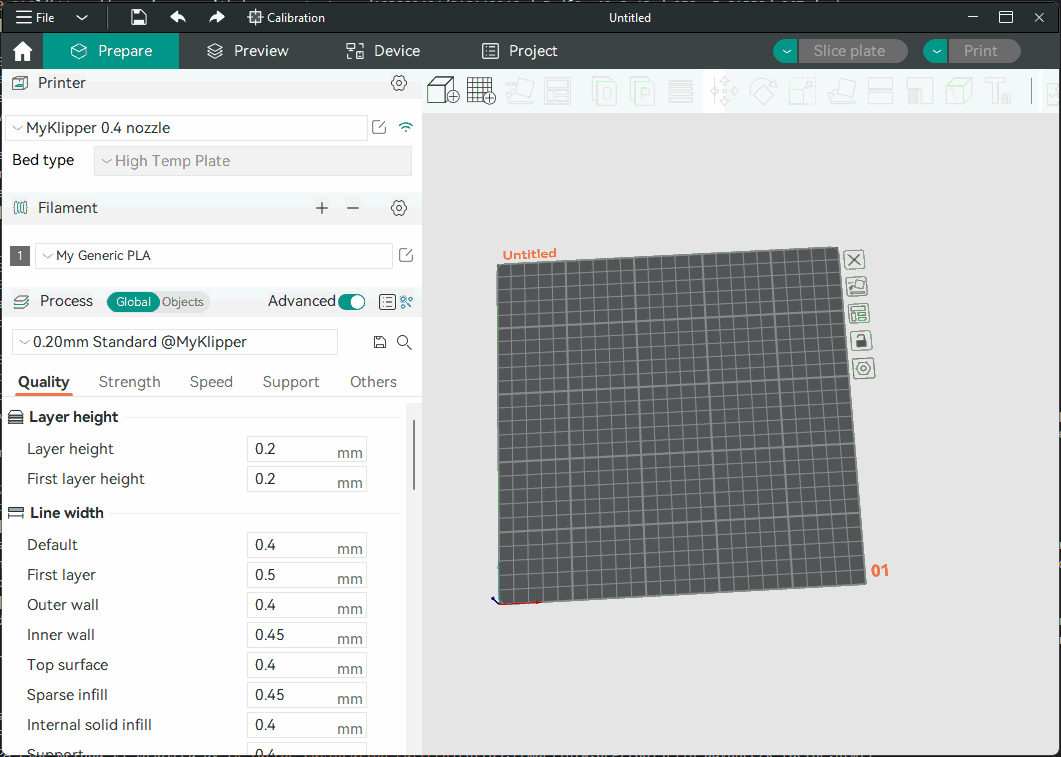 File
Calibration
Untitled
Prepare
Preview
Device
Project
Slice plate
Print
Printer
MyKlipper 0.4 nozzle
Bed type
High Temp Plate
Filament
1
My Generic PLA
Process
Global
Objects
Advanced
0.20mm Standard @MyKlipper
Quality
Strength
Speed
Support
Others
Layer height
Layer height 0.2 mm
First layer height 0.2 mm
Line width
Default 0.4 mm
First layer 0.5 mm
Outer wall 0.4 mm
Inner wall 0.45 mm
Top surface 0.4 mm
Sparse infill 0.45 mm
Internal solid infill 0.4 mm
Support 0.4
Untitled
01